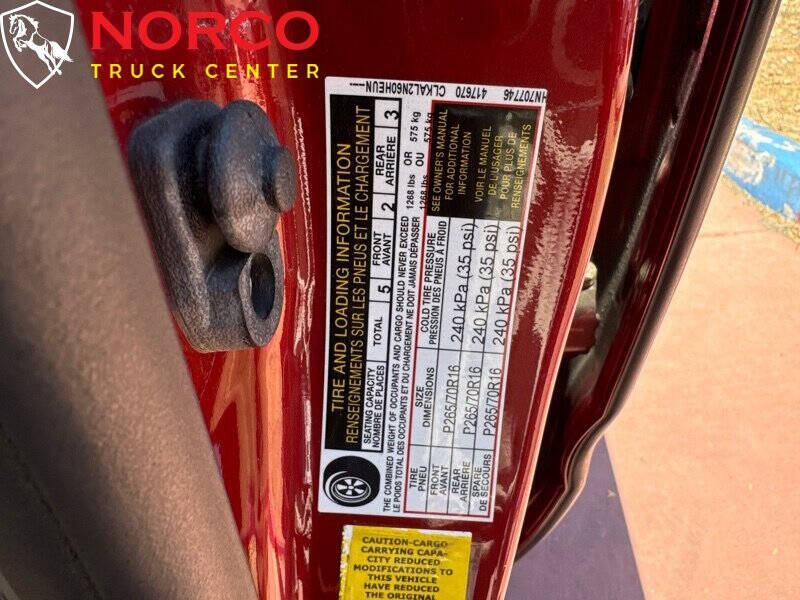 NORCO
TRUCK CENTER
TIRE AND LOADING INFORMATION
RENSEIGNEMENTS SUR LES PNEUS ET LE CHARGEMENT
SEATING CAPACITY
NOMBRE DE PLACES
TOTAL 5
FRONT
AVANT 2
REAR
ARRIÈRE 3
THE COMBINED WEIGHT OF OCCUPANTS AND CARGO SHOULD NEVER EXCEED 1268 lbs OR 575 kg
LE POIDS TOTAL DES OCCUPANTS ET DU CHARGEMENT NE DOIT JAMAIS DÉPASSER 1268 lbs OU 575 kg
TIRE
PNEU
SIZE
DIMENSIONS
COLD TIRE PRESSURE
PRESSION DES PNEUS À FROID
FRONT
AVANT
P265/70R16
240 kPa (35 psi)
REAR
ARRIÈRE
P265/70R16
240 kPa (35 psi)
SPARE
DE SECOURS
P265/70R16
240 kPa (35 psi)
SEE OWNER'S MANUAL
FOR ADDITIONAL
INFORMATION
VOIR LE MANUEL
DE L'USAGER
POUR PLUS DE
RENSEIGNEMENTS
HN707746 417670 CLKAL2N60HEUN
CAUTION-CARGO
CARRYING CAPA-
CITY REDUCED
MODIFICATIONS TO
THIS VEHICLE
HAVE REDUCED
THE ORIGINAL